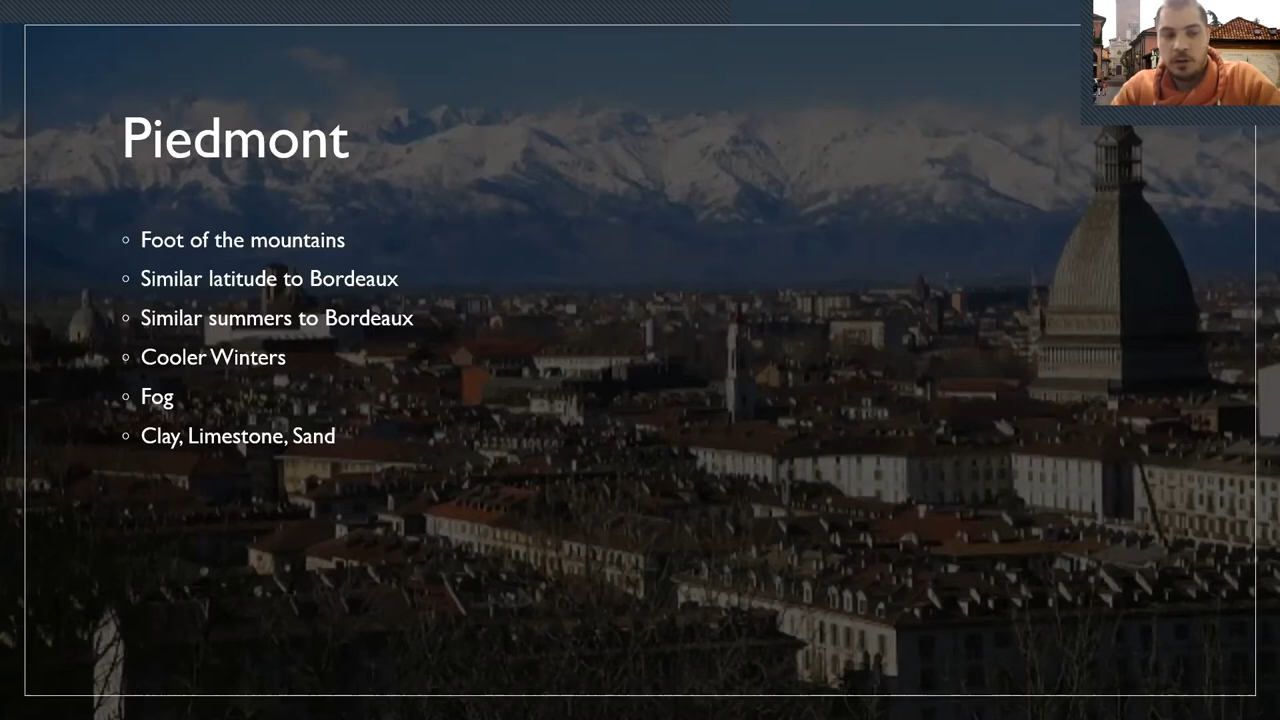 Piedmont
Foot of the mountains
Similar latitude to Bordeaux
Similar summers to Bordeaux
Cooler Winters
Fog
Clay, Limestone, Sand